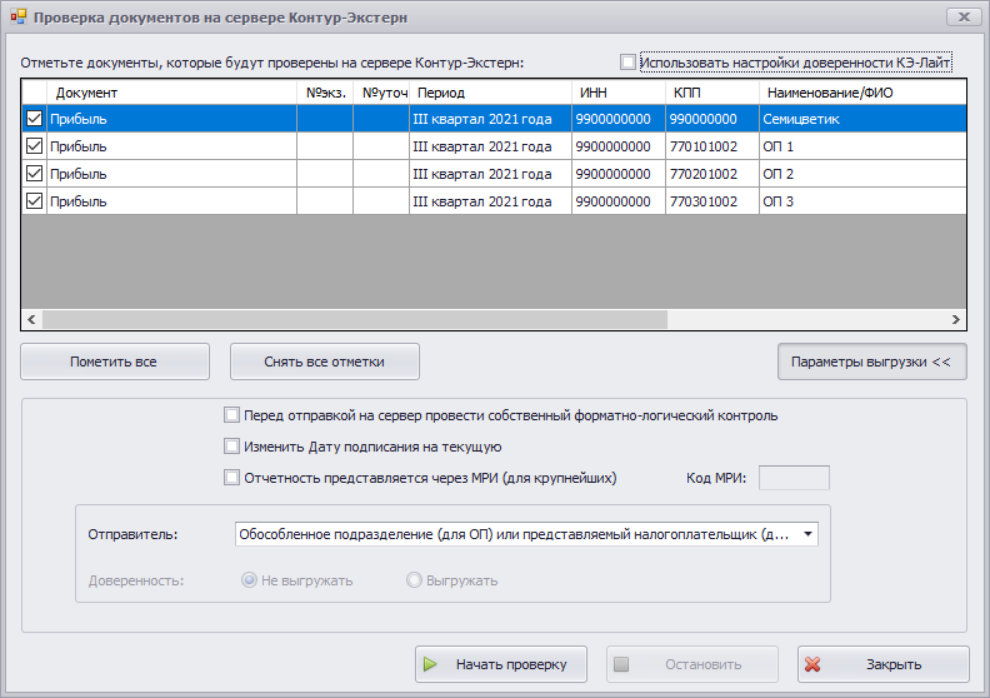 Проверка документов на сервере Контур-Экстерн
Отметьте документы, которые будут проверены на сервере Контур-Экстерн:
Использовать настройки доверенности КЭ-Лайт
Документ №экз. №уточ Период ИНН КПП Наименование/ФИО
Прибыль III квартал 2021 года 9900000000 990000000 Семицветик
Прибыль III квартал 2021 года 9900000000 770101002 ОП 1
Прибыль III квартал 2021 года 9900000000 770201002 ОП 2
Прибыль III квартал 2021 года 9900000000 770301002 ОП 3
Пометить все Снять все отметки Параметры выгрузки <<
Перед отправкой на сервер провести собственный форматно-логический контроль
Изменить Дату подписания на текущую
Отчетность представляется через МРИ (для крупнейших) Код МРИ:
Отправитель: Обособленное подразделение (для ОП) или представляемый налогоплательщик (д...
Доверенность: Не выгружать Выгружать
Начать проверку Остановить Закрыть